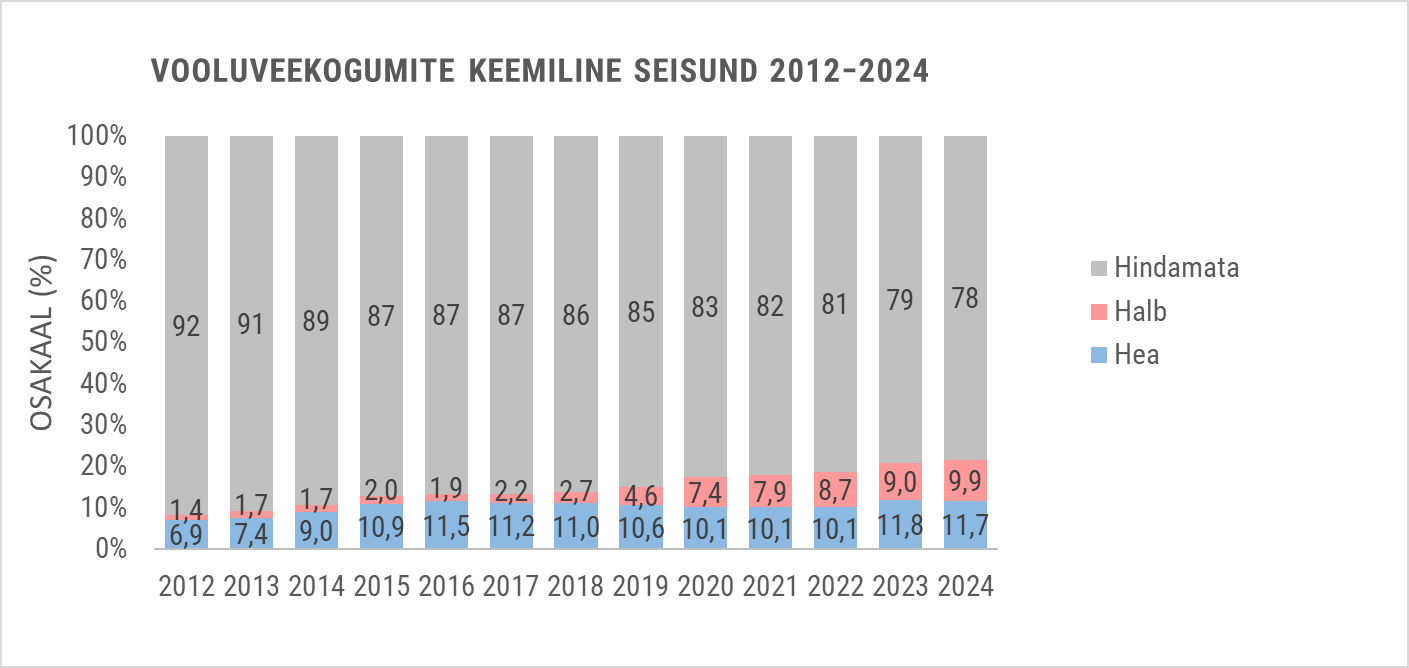 VOOLUVEEKOGUMITE KEEMILINE SEISUND 2012–2024
OSAKAAL (%)
100%
90%
80%
70%
60%
50%
40%
30%
20%
10%
0%
92 91 89 87 87 87 86 85 83 82 81 79 78
1,4 1,7 1,7 2,0 1,9 2,2 2,7 4,6 7,4 7,9 8,7 9,0 9,9
6,9 7,4 9,0 10,9 11,5 11,2 11,0 10,6 10,1 10,1 10,1 11,8 11,7
2012 2013 2014 2015 2016 2017 2018 2019 2020 2021 2022 2023 2024
Hindamata
Halb
Hea